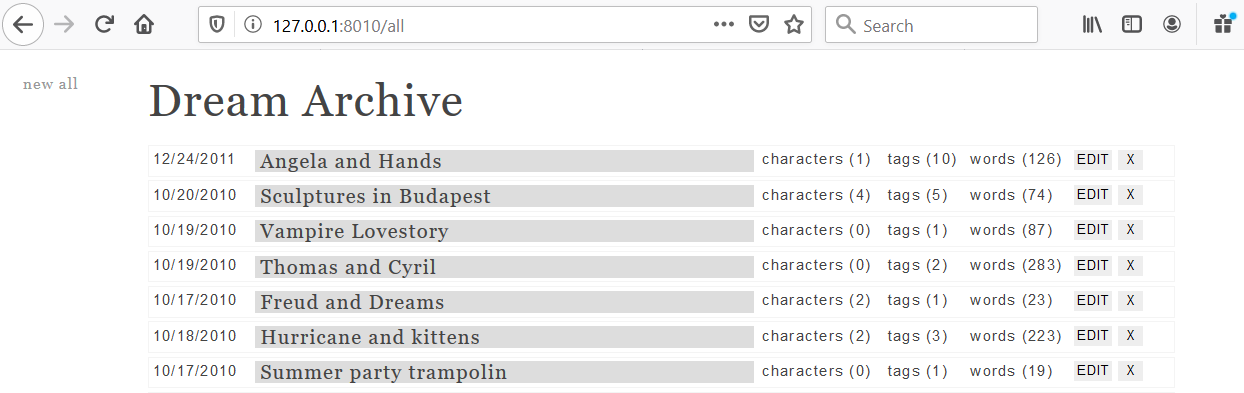 127.0.0.1:8010/all
Search
new all
Dream Archive
12/24/2011 Angela and Hands characters (1) tags (10) words (126) EDIT X
10/20/2010 Sculptures in Budapest characters (4) tags (5) words (74) EDIT X
10/19/2010 Vampire Lovestory characters (0) tags (1) words (87) EDIT X
10/19/2010 Thomas and Cyril characters (0) tags (2) words (283) EDIT X
10/17/2010 Freud and Dreams characters (2) tags (1) words (23) EDIT X
10/18/2010 Hurricane and kittens characters (2) tags (3) words (223) EDIT X
10/17/2010 Summer party trampolin characters (0) tags (1) words (19) EDIT X